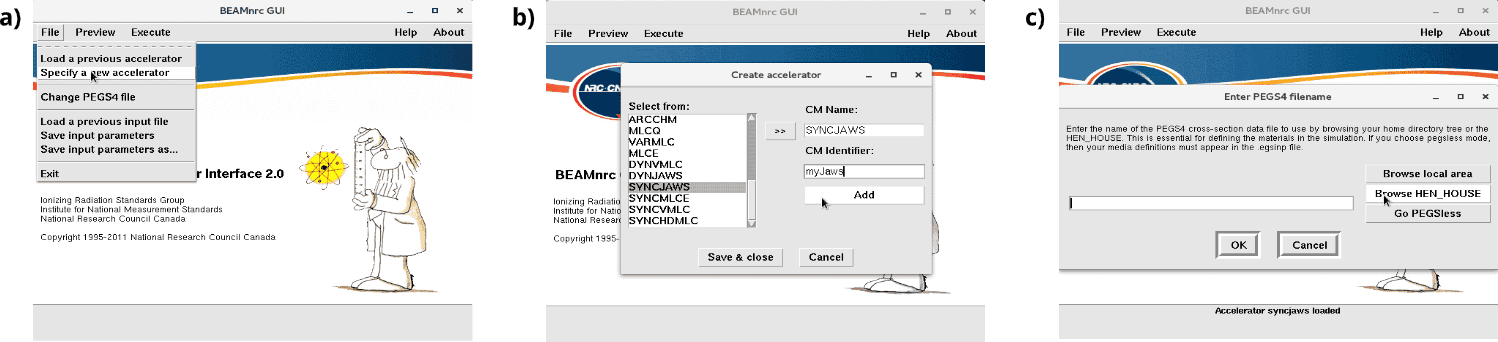 a)
BEAMnrc GUI
File Preview Execute Help About
Load a previous accelerator
Specify a new accelerator
Change PEGS4 file
Load a previous input file
Save input parameters
Save input parameters as...
Exit
r Interface 2.0
Ionizing Radiation Standards Group
Institute for National Measurement Standards
National Research Council Canada
Copyright 1995-2011 National Research Council Canada
b)
BEAMnrc GUI
File Preview Execute Help About
NRC-CN
Create accelerator
Select from:
ARCCHM
MLCQ
VARMLC
MLCE
DYNVMLC
DYNJAWS
SYNCJAWS
SYNCMLCE
SYNCVMLC
SYNCHDMLC
>>
CM Name:
SYNCJAWS
CM Identifier:
myJaws
Add
Save & close Cancel
BEAMnrc
Ionizing Radia
Institute for Nati
National Resea
Copyright 1995-
c)
BEAMnrc GUI
File Preview Execute Help About
Enter PEGS4 filename
Enter the name of the PEGS4 cross-section data file to use by browsing your home directory tree or the
HEN_HOUSE. This is essential for defining the materials in the simulation. If you choose pegsless mode,
then your media definitions must appear in the .egsinp file.
Browse local area
Browse HEN_HOUSE
Go PEGSless
OK Cancel
Accelerator syncjaws loaded